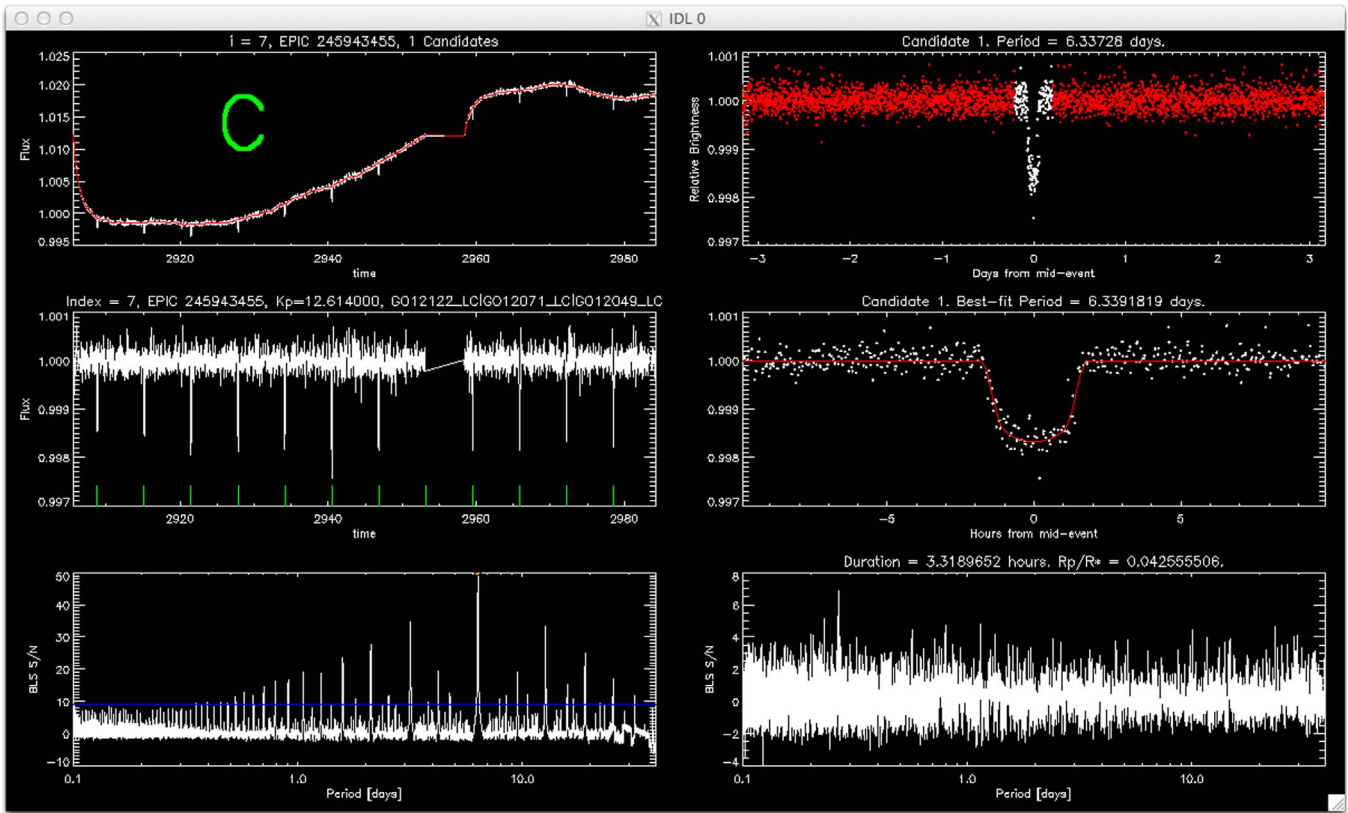 IDL 0
i = 7, EPIC 245943455, 1 Candidates
1.025
1.020
1.015
1.010
1.005
1.000
0.995
Flux
C
2920 2940 2960 2980
time
Candidate 1. Period = 6.33728 days.
1.001
1.000
0.999
0.998
0.997
Relative Brightness
-3 -2 -1 0 1 2 3
Days from mid-event
Index = 7, EPIC 245943455, Kp=12.614000, GO12122_LC|GO12071_LC|GO12049_LC
1.001
1.000
0.999
0.998
0.997
Flux
2920 2940 2960 2980
time
Candidate 1. Best-fit Period = 6.3391819 days.
1.001
1.000
0.999
0.998
0.997
-5 0 5
Hours from mid-event
50
40
30
20
10
0
-10
BLS S/N
0.1 1.0 10.0
Period [days]
Duration = 3.3189652 hours. Rp/R* = 0.042555506.
8
6
4
2
0
-2
-4
BLS S/N
0.1 1.0 10.0
Period [days]